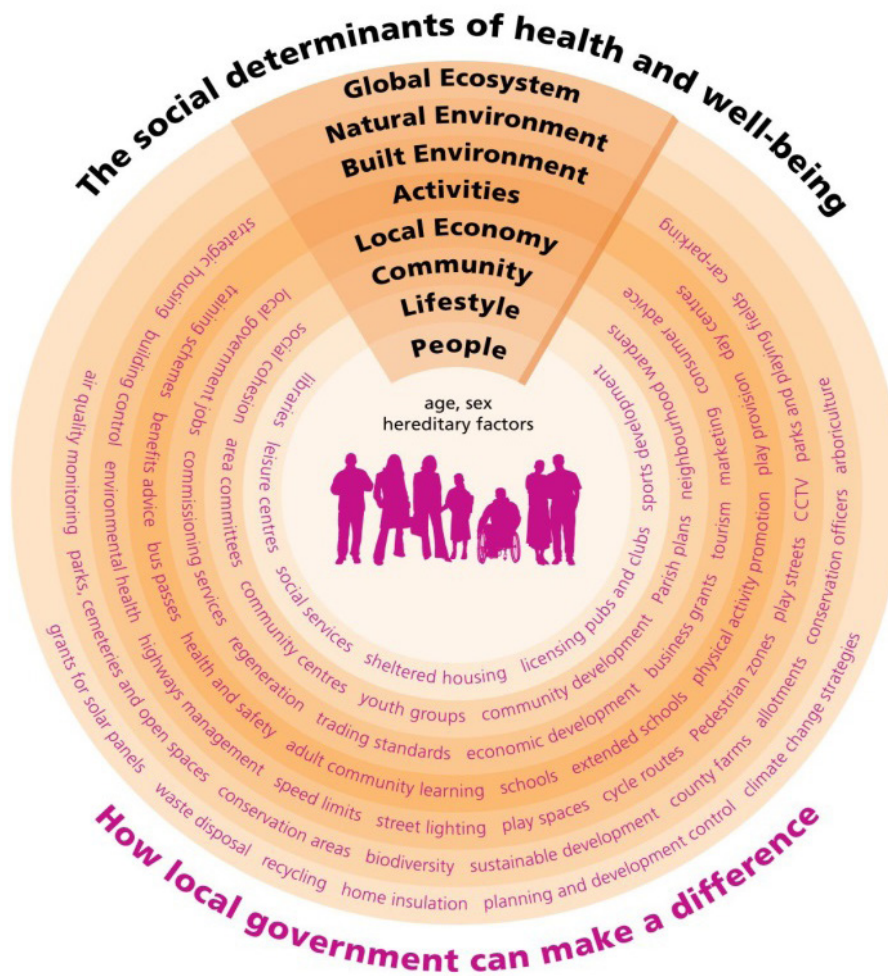 The social determinants of health and well-being
Global Ecosystem
Natural Environment
Built Environment
Activities
Local Economy
Community
Lifestyle
People
age, sex
hereditary factors
libraries leisure centres social services sheltered housing licensing pubs and clubs sports development
social cohesion area committees community centres youth groups community development Parish plans neighbourhood wardens
local government jobs commissioning services regeneration trading standards economic development business grants tourism marketing consumer advice
training schemes benefits advice bus passes health and safety adult community learning schools extended schools physical activity promotion play provision day centres
strategic housing building control environmental health highways management speed limits street lighting play spaces cycle routes Pedestrian zones play streets CCTV parks and playing fields car-parking
air quality monitoring parks, cemeteries and open spaces conservation areas biodiversity sustainable development county farms allotments conservation officers arboriculture
grants for solar panels waste disposal recycling home insulation planning and development control climate change strategies
How local government can make a difference